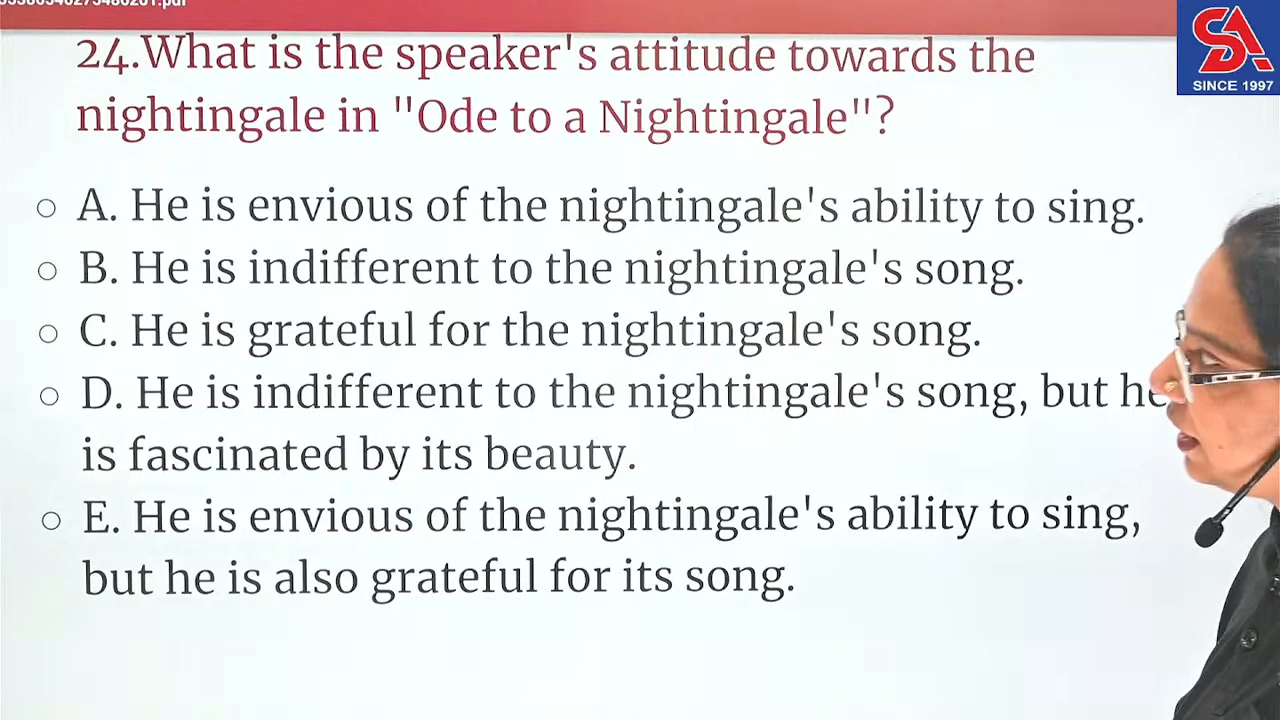 24.What is the speaker's attitude towards the
nightingale in "Ode to a Nightingale"?
○ A. He is envious of the nightingale's ability to sing.
○ B. He is indifferent to the nightingale's song.
○ C. He is grateful for the nightingale's song.
○ D. He is indifferent to the nightingale's song, but he
is fascinated by its beauty.
○ E. He is envious of the nightingale's ability to sing,
but he is also grateful for its song.
SA
SINCE 1997